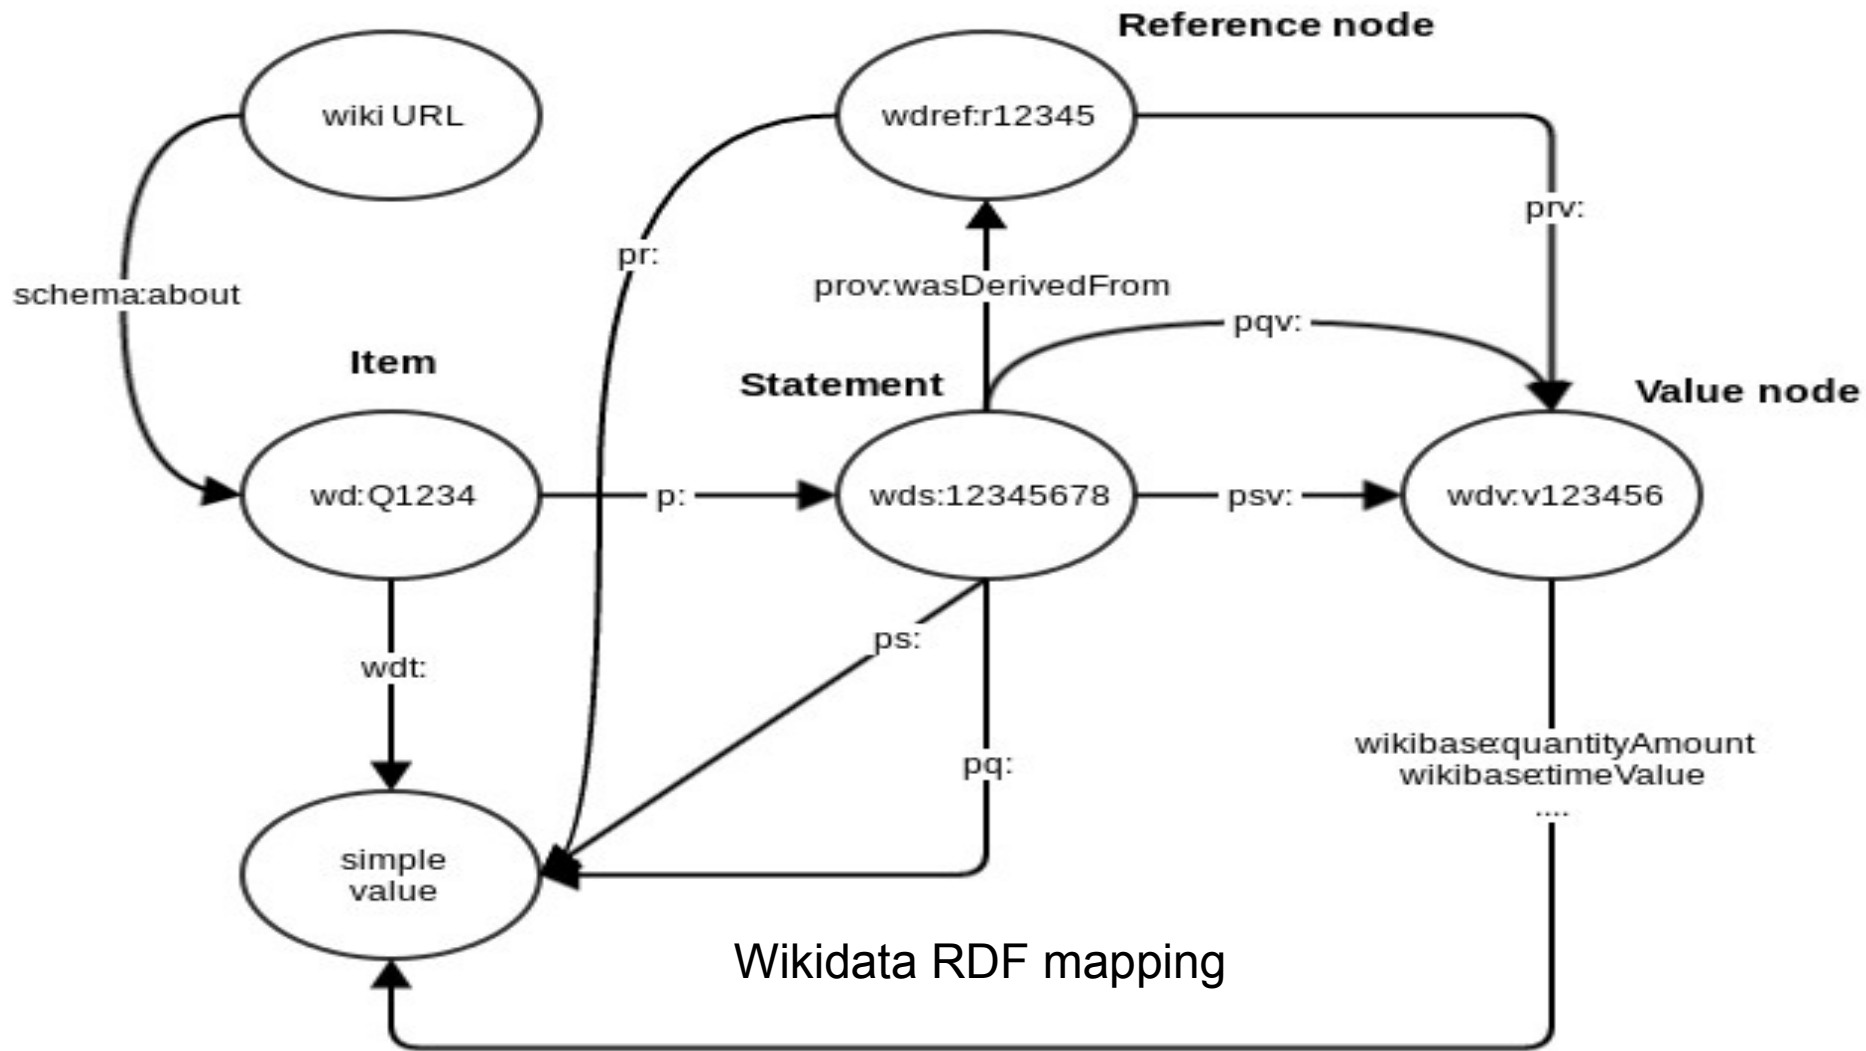 Reference node
wiki URL
wdref:r12345
prv:
pr:
prov:wasDerivedFrom
schema:about
pqv:
Item
Statement
Value node
wd:Q1234
p:
wds:12345678
psv:
wdv:v123456
ps:
wdt:
pq:
wikibase:quantityAmount
wikibase:timeValue
....
simple
value
Wikidata RDF mapping